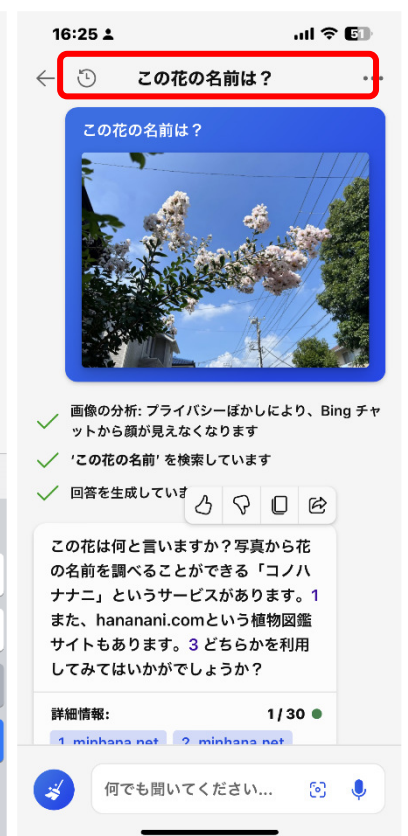 16:25
51
この花の名前は？
この花の名前は？
画像の分析: プライバシーぼかしにより、Bing チャ
ットから顔が見えなくなります
'この花の名前' を検索しています
回答を生成していま
この花は何と言いますか？写真から花
の名前を調べることができる「コノハ
ナナニ」というサービスがあります。1
また、hananani.comという植物図鑑
サイトもあります。3 どちらかを利用
してみてはいかがでしょうか？
詳細情報: 1 / 30
1. minhana.net 2. minhana.net
何でも聞いてください...